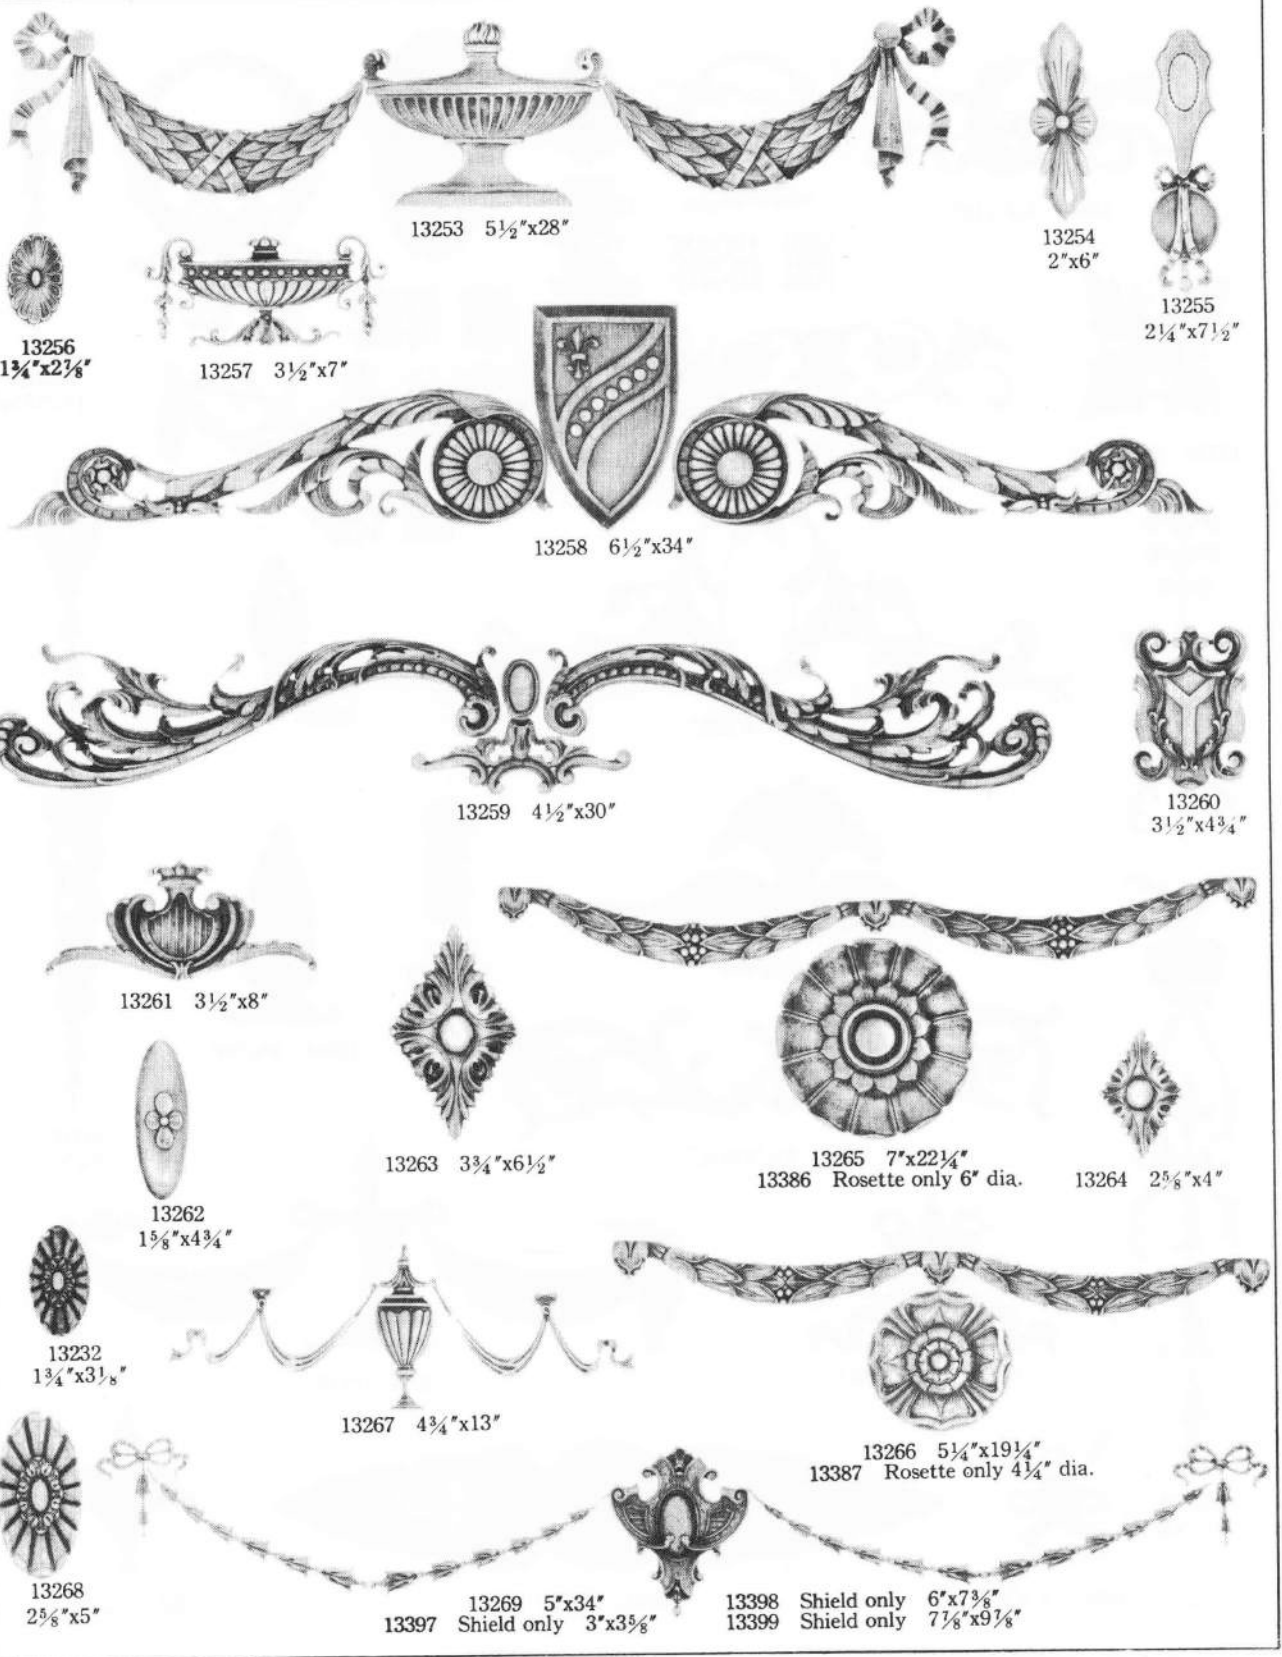 13253 5½"x28"
13254
2"x6"
13255
2¼"x7½"
13256
1¾"x2⅞"
13257 3½"x7"
13258 6½"x34"
13259 4½"x30"
13260
3½"x4¾"
13261 3½"x8"
13262
1⅝"x4¾"
13263 3¾"x6½"
13265 7"x22¼"
13386 Rosette only 6" dia.
13264 2⅝"x4"
13232
1¾"x3⅛"
13267 4¾"x13"
13266 5¼"x19¼"
13387 Rosette only 4¼" dia.
13268
2⅝"x5"
13269 5"x34"
13397 Shield only 3"x3⅝"
13398 Shield only 6"x7⅜"
13399 Shield only 7⅛"x9⅞"